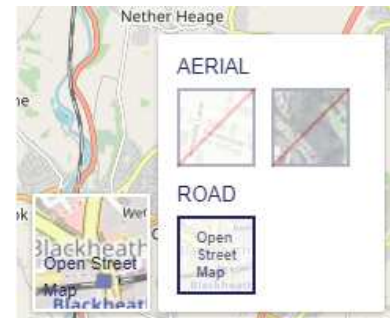 Nether Heage
AERIAL
ROAD
Open
Street
Map
Blackheath
Open Street
Map
Blackheat